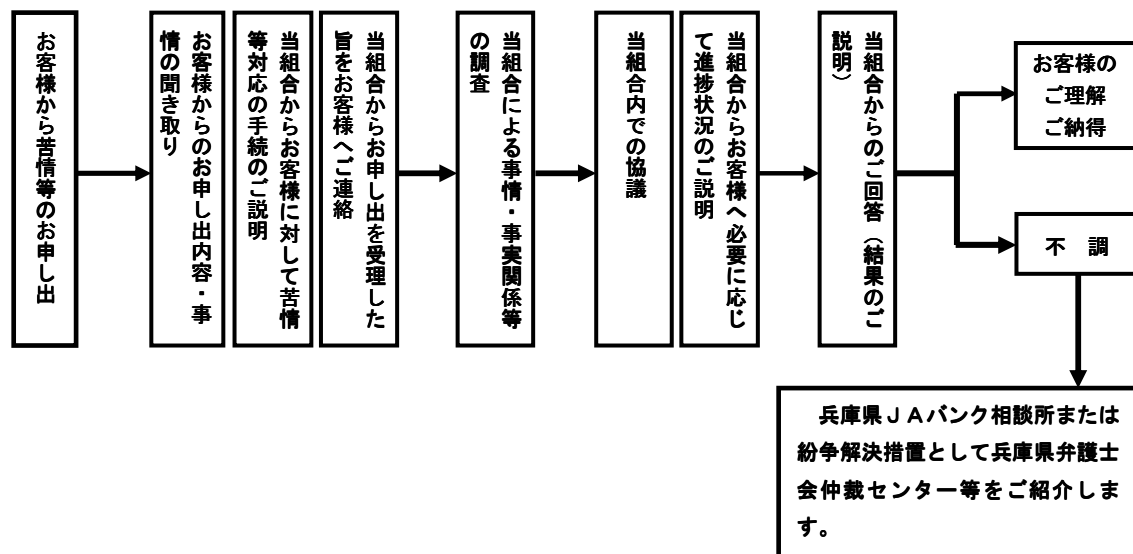 お客様から苦情等のお申し出
お客様からのお申し出内容・事
情の聞き取り
当組合からお客様に対して苦情
等対応の手続のご説明
当組合からお申し出を受理した
旨をお客様へご連絡
当組合による事情・事実関係等
の調査
当組合内での協議
当組合からお客様へ必要に応じ
て進捗状況のご説明
当組合からのご回答（結果のご
説明）
お客様の
ご理解
ご納得
不　調
兵庫県ＪＡバンク相談所または
紛争解決措置として兵庫県弁護士
会仲裁センター等をご紹介しま
す。